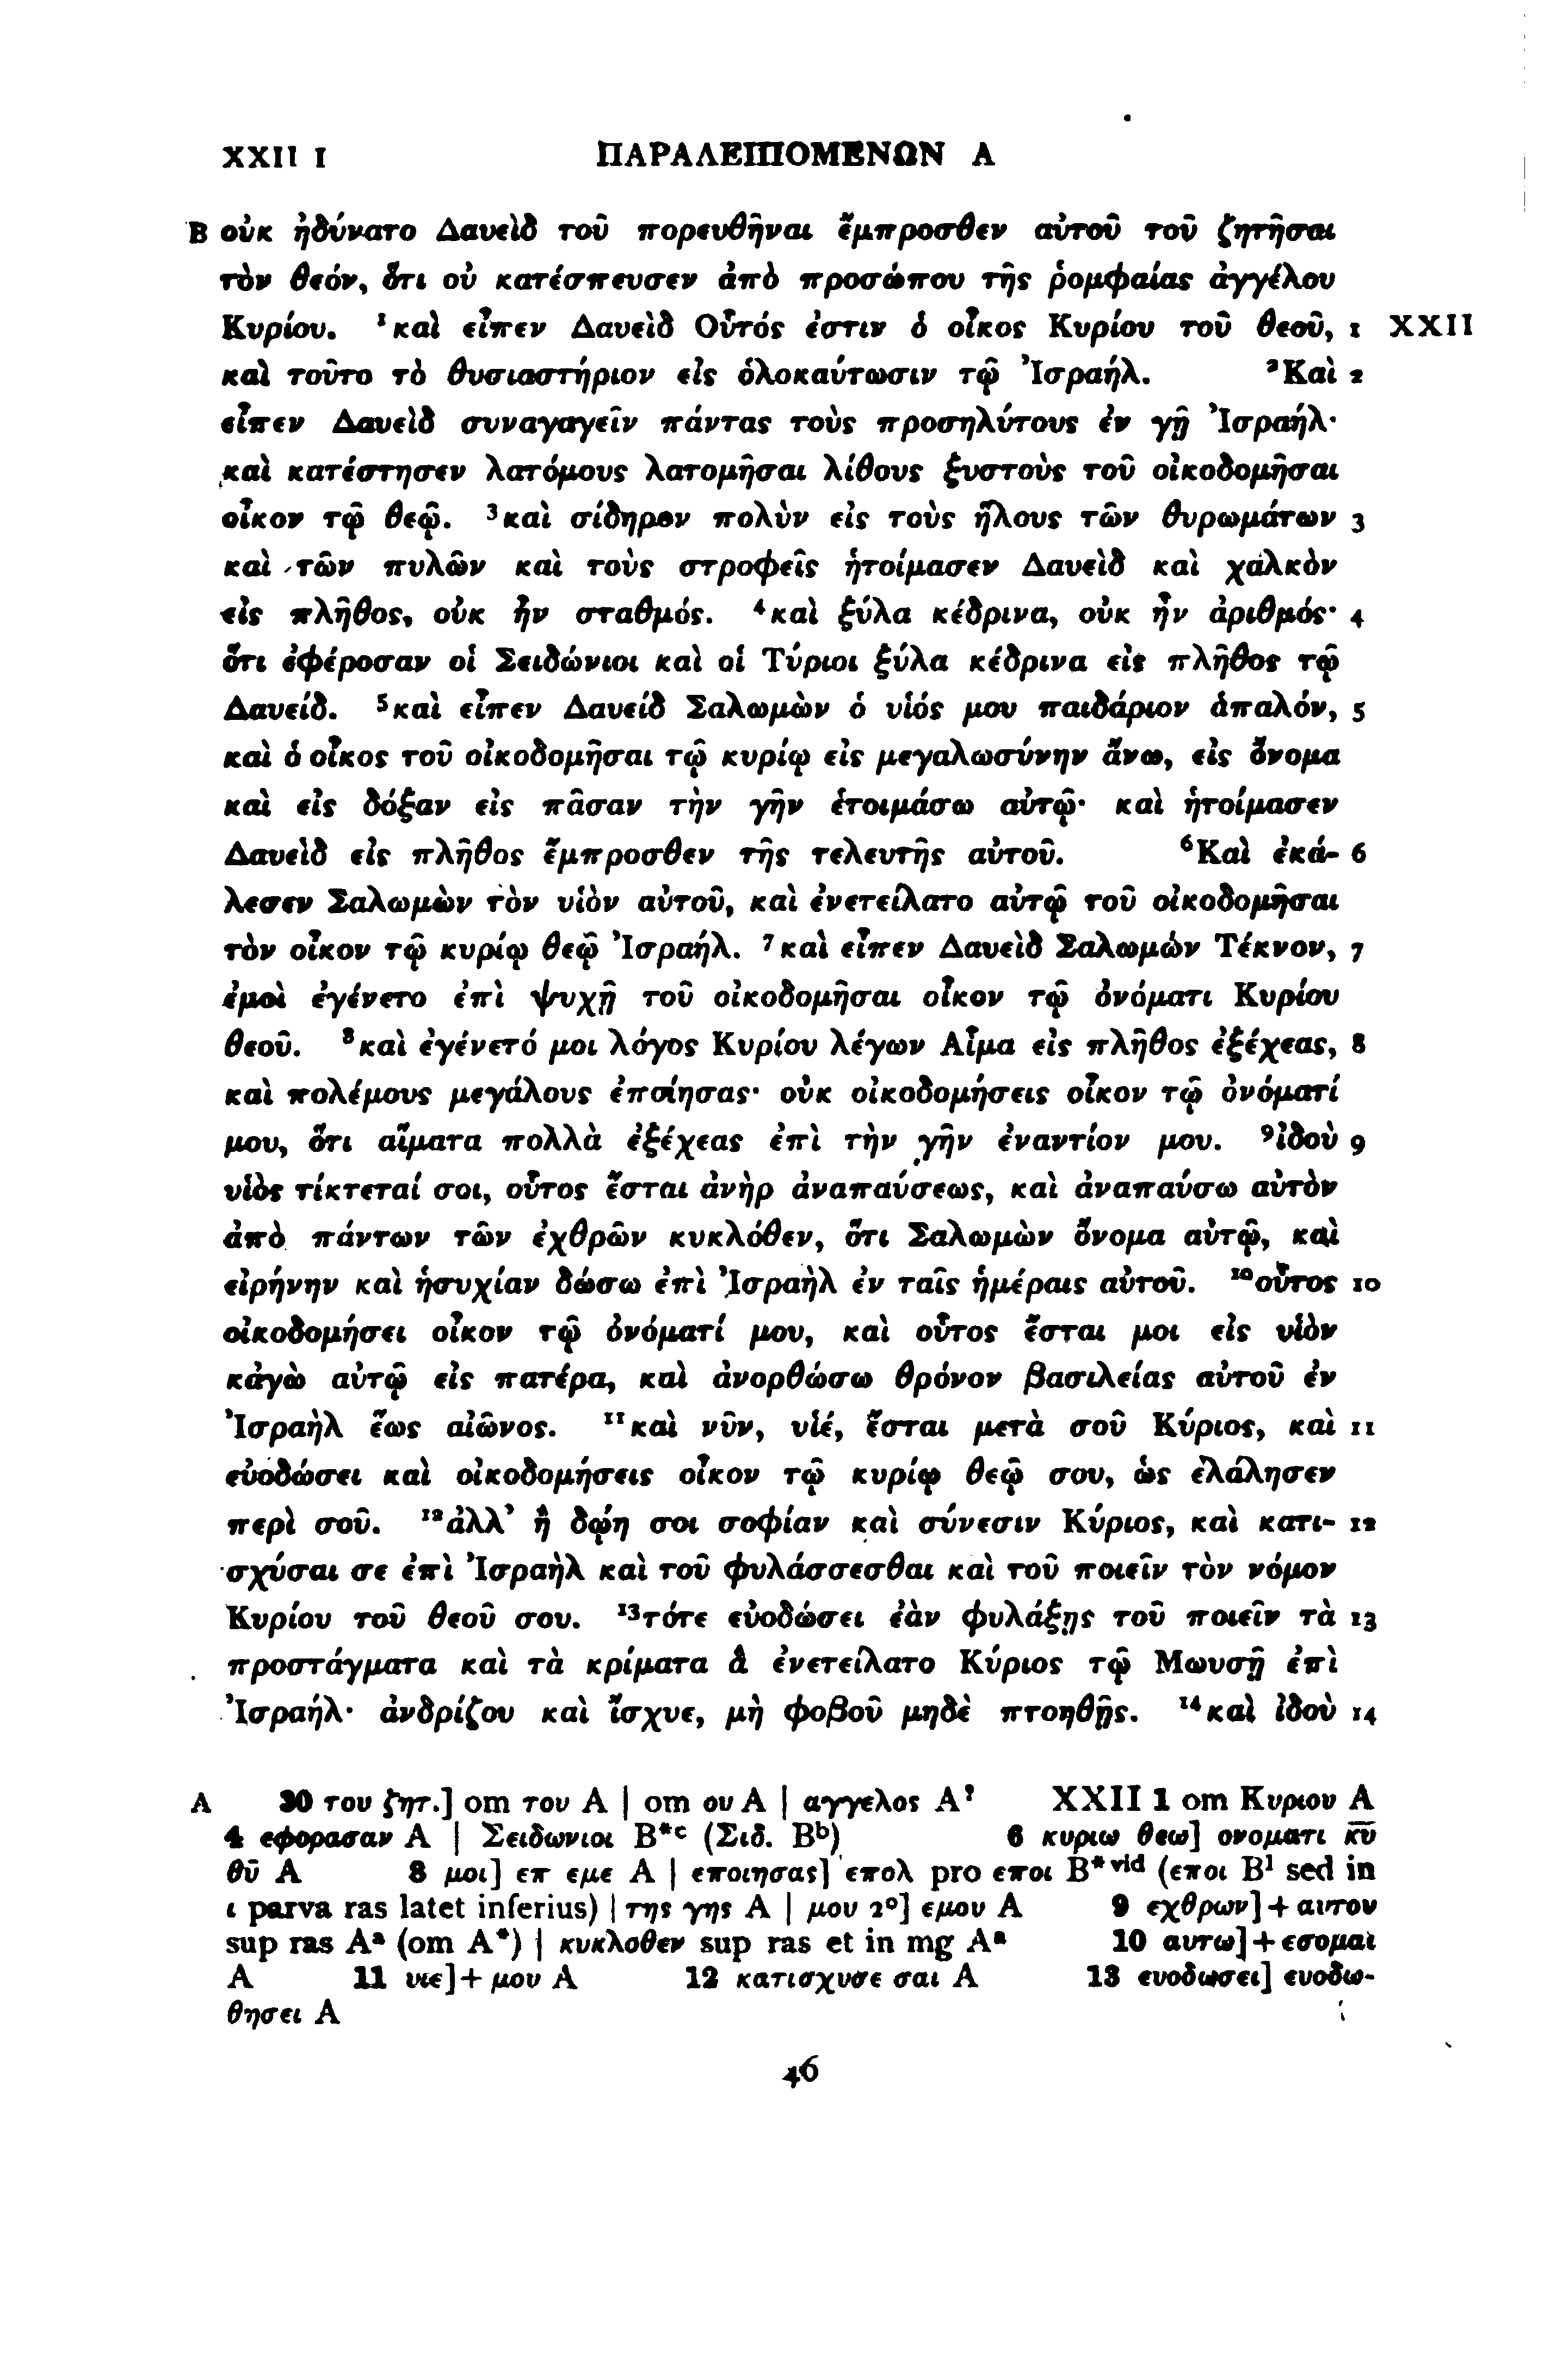 XXII 1 ΠΑΡΑΛΕΙΠΟΜΕΝΩΝ Α
B οὐκ ἠδύνατο Δαυεὶδ τοῦ πορευθῆναι ἔμπροσθεν αὐτοῦ τοῦ ζητῆσαι
τὸν θεόν, ὅτι οὐ κατέσπευσεν ἀπὸ προσώπου τῆς ῥομφαίας ἀγγέλου
Κυρίου. ¹καὶ εἶπεν Δαυεὶδ Οὗτός ἐστιν ὁ οἶκος Κυρίου τοῦ θεοῦ, 1 XXII
καὶ τοῦτο τὸ θυσιαστήριον εἰς ὁλοκαύτωσιν τῷ Ἰσραήλ. ²Καὶ 2
εἶπεν Δαυεὶδ συναγαγεῖν πάντας τοὺς προσηλύτους ἐν γῇ Ἰσραήλ·
καὶ κατέστησεν λατόμους λατομῆσαι λίθους ξυστοὺς τοῦ οἰκοδομῆσαι
οἶκον τῷ θεῷ. ³καὶ σίδηρον πολὺν εἰς τοὺς ἥλους τῶν θυρωμάτων 3
καὶ τῶν πυλῶν καὶ τοὺς στροφεῖς ἡτοίμασεν Δαυεὶδ καὶ χαλκὸν
εἰς πλῆθος, οὐκ ἦν σταθμός. ⁴καὶ ξύλα κέδρινα, οὐκ ἦν ἀριθμός· 4
ὅτι ἐφέροσαν οἱ Σειδώνιοι καὶ οἱ Τύριοι ξύλα κέδρινα εἰς πλῆθος τῷ
Δαυείδ. ⁵καὶ εἶπεν Δαυείδ Σαλωμὼν ὁ υἱός μου παιδάριον ἁπαλόν, 5
καὶ ὁ οἶκος τοῦ οἰκοδομῆσαι τῷ κυρίῳ εἰς μεγαλωσύνην ἄνω, εἰς ὄνομα
καὶ εἰς δόξαν εἰς πᾶσαν τὴν γῆν ἑτοιμάσω αὐτῷ· καὶ ἡτοίμασεν
Δαυεὶδ εἰς πλῆθος ἔμπροσθεν τῆς τελευτῆς αὐτοῦ. ⁶Καὶ ἐκά- 6
λεσεν Σαλωμὼν τὸν υἱὸν αὐτοῦ, καὶ ἐνετείλατο αὐτῷ τοῦ οἰκοδομῆσαι
τὸν οἶκον τῷ κυρίῳ θεῷ Ἰσραήλ. ⁷καὶ εἶπεν Δαυεὶδ Σαλωμών Τέκνον, 7
ἐμοὶ ἐγένετο ἐπὶ ψυχῇ τοῦ οἰκοδομῆσαι οἶκον τῷ ὀνόματι Κυρίου
θεοῦ. ⁸καὶ ἐγένετό μοι λόγος Κυρίου λέγων Αἷμα εἰς πλῆθος ἐξέχεας, 8
καὶ πολέμους μεγάλους ἐποίησας· οὐκ οἰκοδομήσεις οἶκον τῷ ὀνόματί
μου, ὅτι αἵματα πολλὰ ἐξέχεας ἐπὶ τὴν γῆν ἐναντίον μου. ⁹ἰδοὺ 9
υἱὸς τίκτεταί σοι, οὗτος ἔσται ἀνὴρ ἀναπαύσεως, καὶ ἀναπαύσω αὐτὸν
ἀπὸ πάντων τῶν ἐχθρῶν κυκλόθεν, ὅτι Σαλωμὼν ὄνομα αὐτῷ, καὶ
εἰρήνην καὶ ἡσυχίαν δώσω ἐπὶ Ἰσραὴλ ἐν ταῖς ἡμέραις αὐτοῦ. ¹⁰οὗτος 10
οἰκοδομήσει οἶκον τῷ ὀνόματί μου, καὶ οὗτος ἔσται μοι εἰς υἱὸν
κἀγὼ αὐτῷ εἰς πατέρα, καὶ ἀνορθώσω θρόνον βασιλείας αὐτοῦ ἐν
Ἰσραὴλ ἕως αἰῶνος. ¹¹καὶ νῦν, υἱέ, ἔσται μετὰ σοῦ Κύριος, καὶ 11
εὐοδώσει καὶ οἰκοδομήσεις οἶκον τῷ κυρίῳ θεῷ σου, ὡς ἐλάλησεν
περὶ σοῦ. ¹²ἀλλ’ ἢ δῴη σοι σοφίαν καὶ σύνεσιν Κύριος, καὶ κατι- 12
σχύσαι σε ἐπὶ Ἰσραὴλ καὶ τοῦ φυλάσσεσθαι καὶ τοῦ ποιεῖν τὸν νόμον
Κυρίου τοῦ θεοῦ σου. ¹³τότε εὐοδώσει ἐὰν φυλάξῃς τοῦ ποιεῖν τὰ 13
προστάγματα καὶ τὰ κρίματα ἃ ἐνετείλατο Κύριος τῷ Μωυσῇ ἐπὶ
Ἰσραήλ· ἀνδρίζου καὶ ἴσχυε, μὴ φοβοῦ μηδὲ πτοηθῇς. ¹⁴καὶ ἰδοὺ 14
A 30 του ζητ.] om του A | om ου A | αγγελος A? XXII 1 om Κυριου A
4 εφορασαν A | Σειδωνιοι B*c (Σιδ. Bb) 6 κυριω θεω] ονοματι κ̅υ̅
θ̅υ̅ A 8 μοι] επ εμε A | εποιησας] επολ pro εποι B*vid (εποι B1 sed in
ι parva ras latet inferius) | της γης A | μου 2°] εμου A 9 εχθρων] + αυτου
sup ras Aa (om A*) | κυκλοθεν sup ras et in mg Aa 10 αυτω] + εσομαι
A 11 υιε] + μου A 12 κατισχυσε σαι A 13 ευοδωσει] ευοδω-
θησει A
46